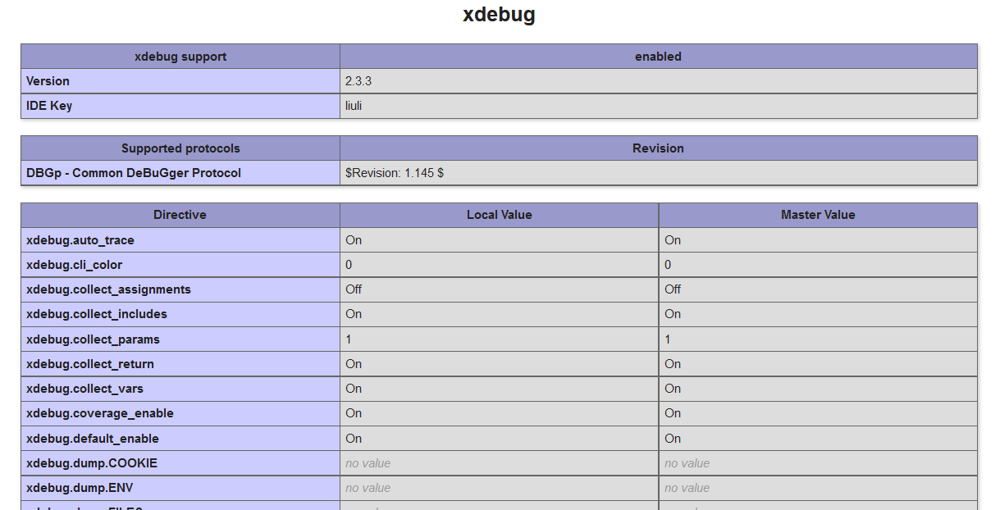 xdebug
xdebug support enabled
Version 2.3.3
IDE Key liuli
Supported protocols Revision
DBGp - Common DeBuGger Protocol $Revision: 1.145 $
Directive Local Value Master Value
xdebug.auto_trace On On
xdebug.cli_color 0 0
xdebug.collect_assignments Off Off
xdebug.collect_includes On On
xdebug.collect_params 1 1
xdebug.collect_return On On
xdebug.collect_vars On On
xdebug.coverage_enable On On
xdebug.default_enable On On
xdebug.dump.COOKIE no value no value
xdebug.dump.ENV no value no value